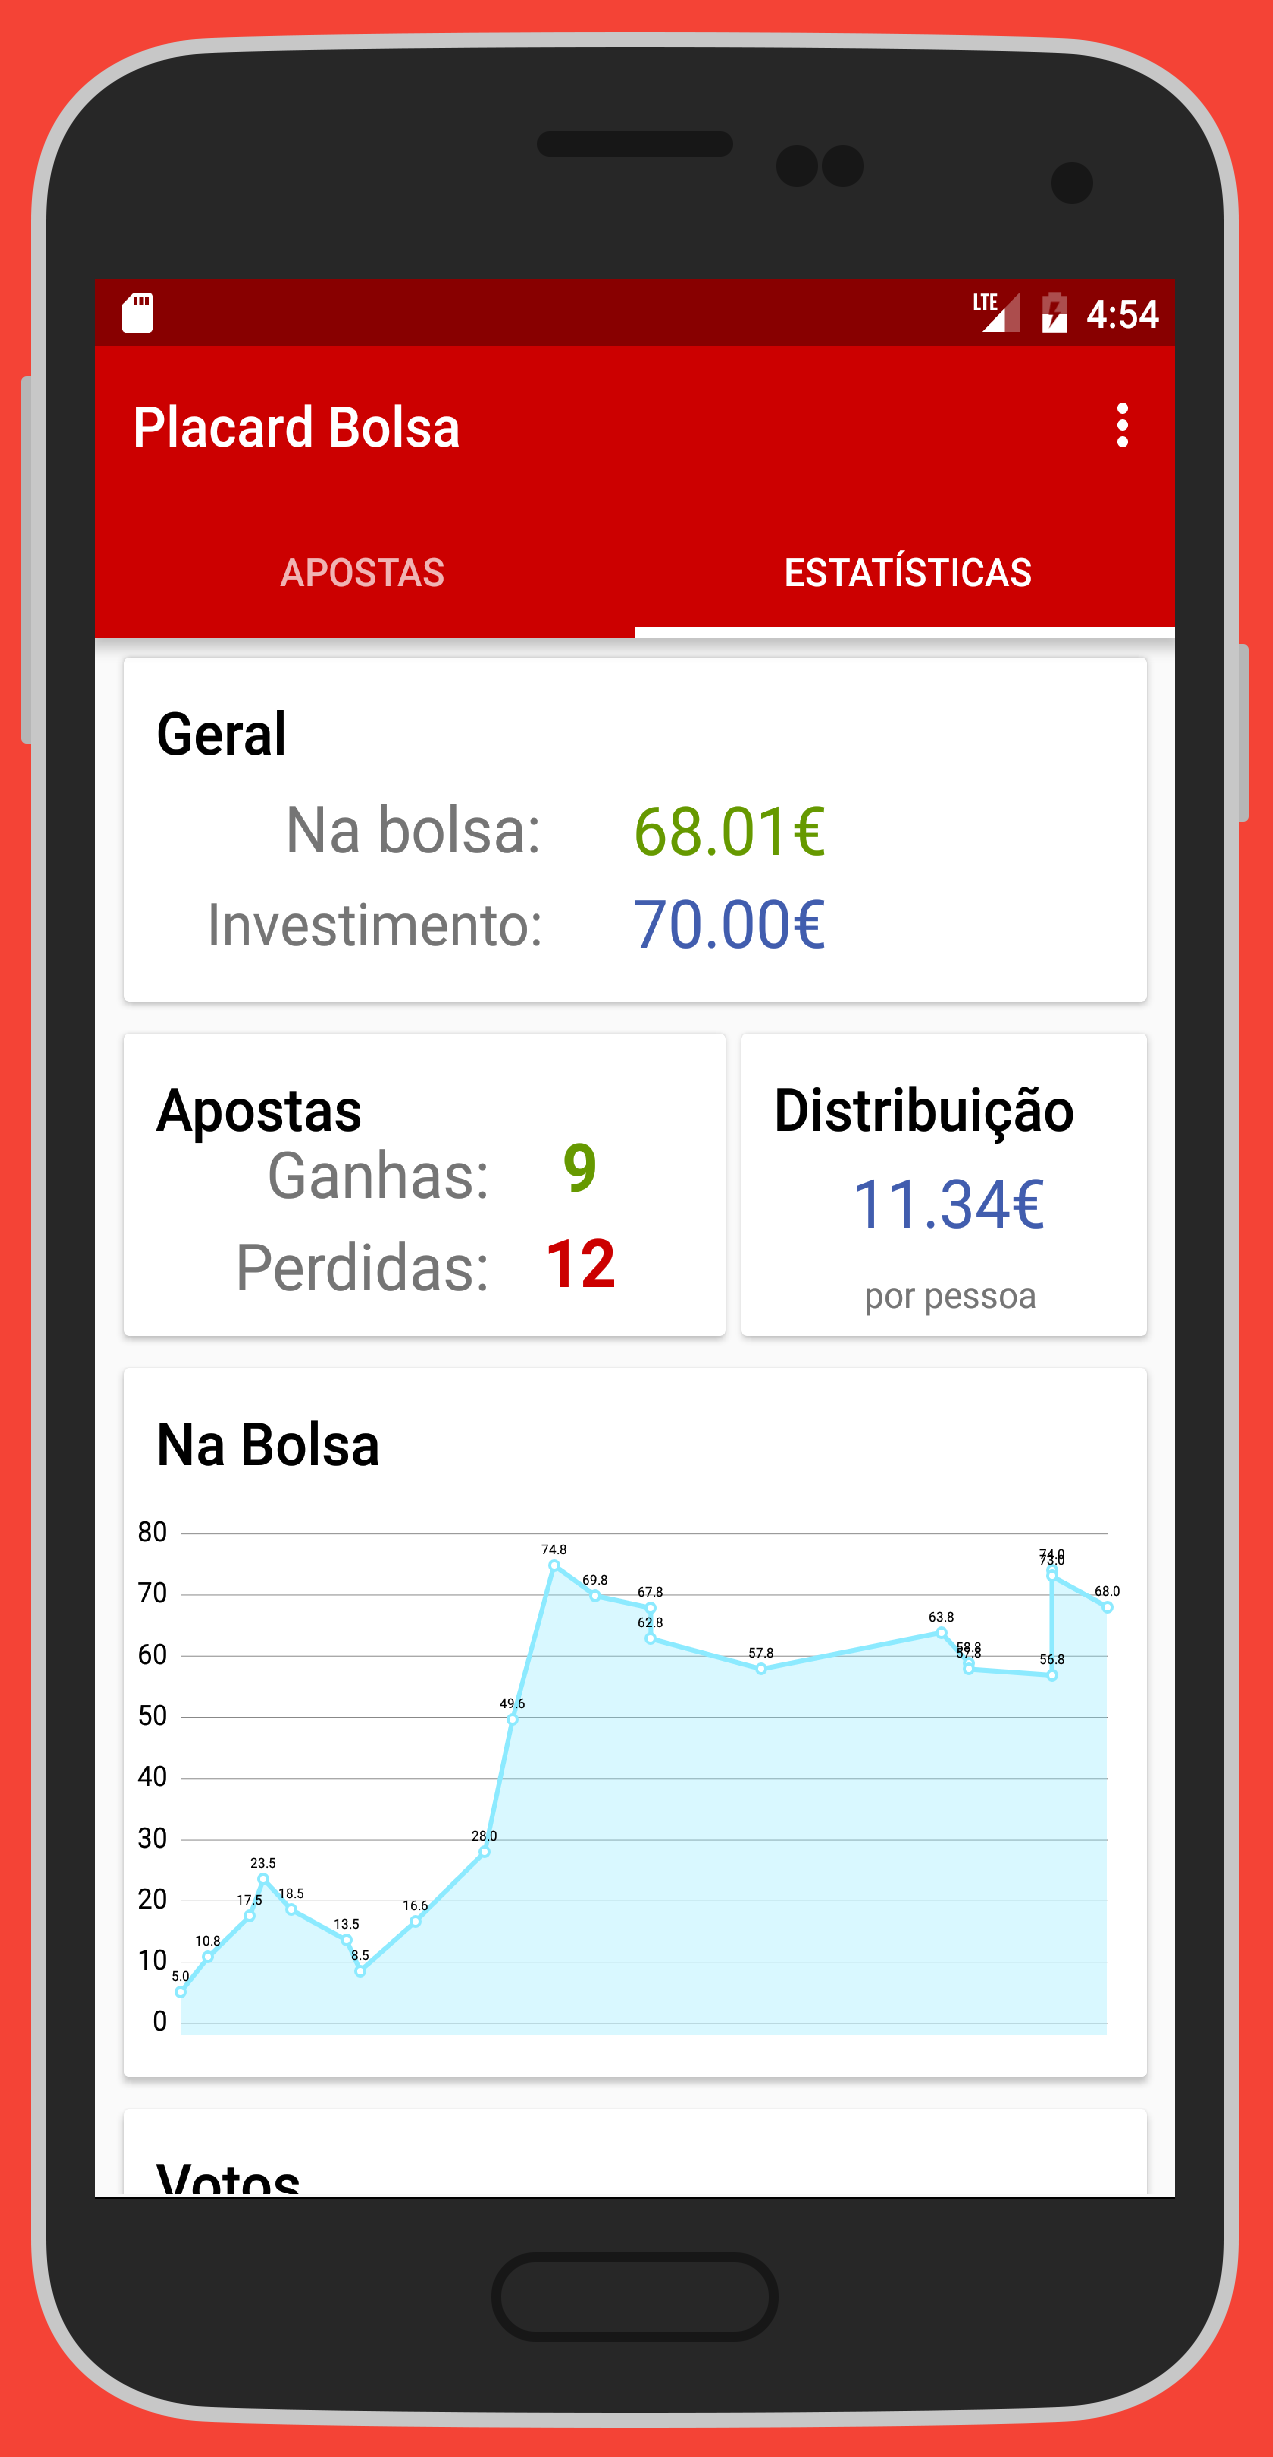 LTE 4:54
Placard Bolsa
APOSTAS ESTATÍSTICAS
Geral
Na bolsa: 68.01€
Investimento: 70.00€
Apostas
Ganhas: 9
Perdidas: 12
Distribuição
11.34€
por pessoa
Na Bolsa
80
70
60
50
40
30
20
10
0
5.0
10.8
17.5
23.5
18.5
13.5
8.5
16.6
28.0
49.6
74.8
69.8
67.8
62.8
57.8
63.8
57.8
56.8
74.0
73.0
68.0
Votos